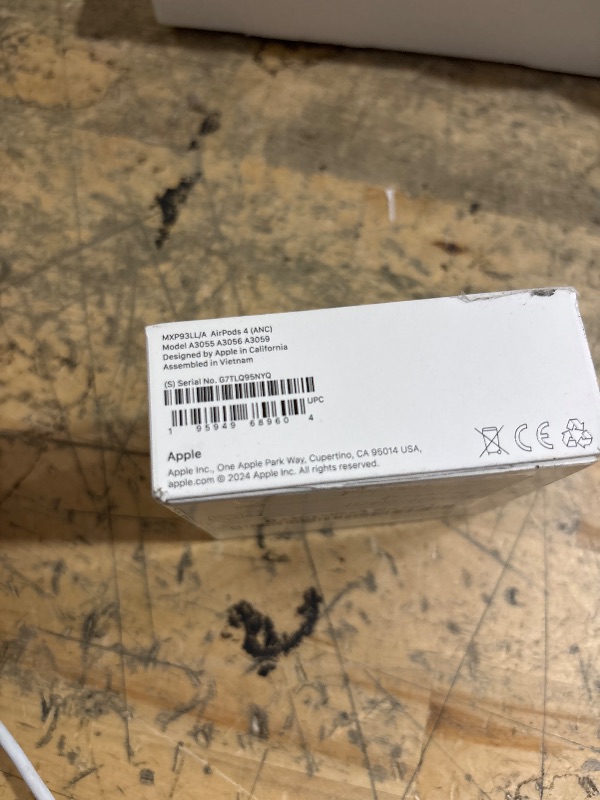 MXP93LL/A AirPods 4 (ANC)
Model A3055 A3056 A3059
Designed by Apple in California
Assembled in Vietnam
(S) Serial No. G7TLQ95NYQ
UPC
1 95949 68960 4
Apple
Apple Inc., One Apple Park Way, Cupertino, CA 95014 USA,
apple.com © 2024 Apple Inc. All rights reserved.
CE